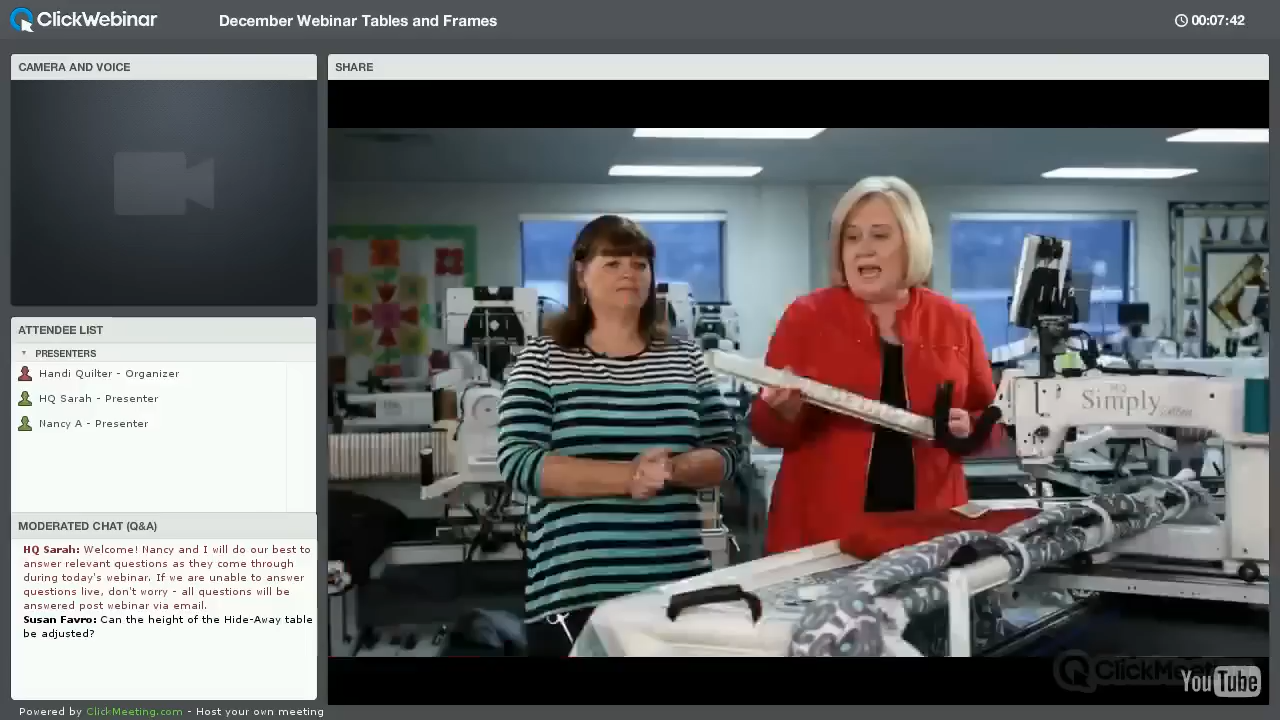 ClickWebinar
December Webinar Tables and Frames
00:07:42
CAMERA AND VOICE
SHARE
ATTENDEE LIST
PRESENTERS
Handi Quilter - Organizer
HQ Sarah - Presenter
Nancy A - Presenter
MODERATED CHAT (Q&A)
HQ Sarah: Welcome! Nancy and I will do our best to
answer relevant questions as they come through
during today's webinar. If we are unable to answer
questions live, don't worry - all questions will be
answered post webinar via email.
Susan Favro: Can the height of the Hide-Away table
be adjusted?
HQ
Simply
ClickMeet
YouTube
Powered by ClickMeeting.com - Host your own meeting